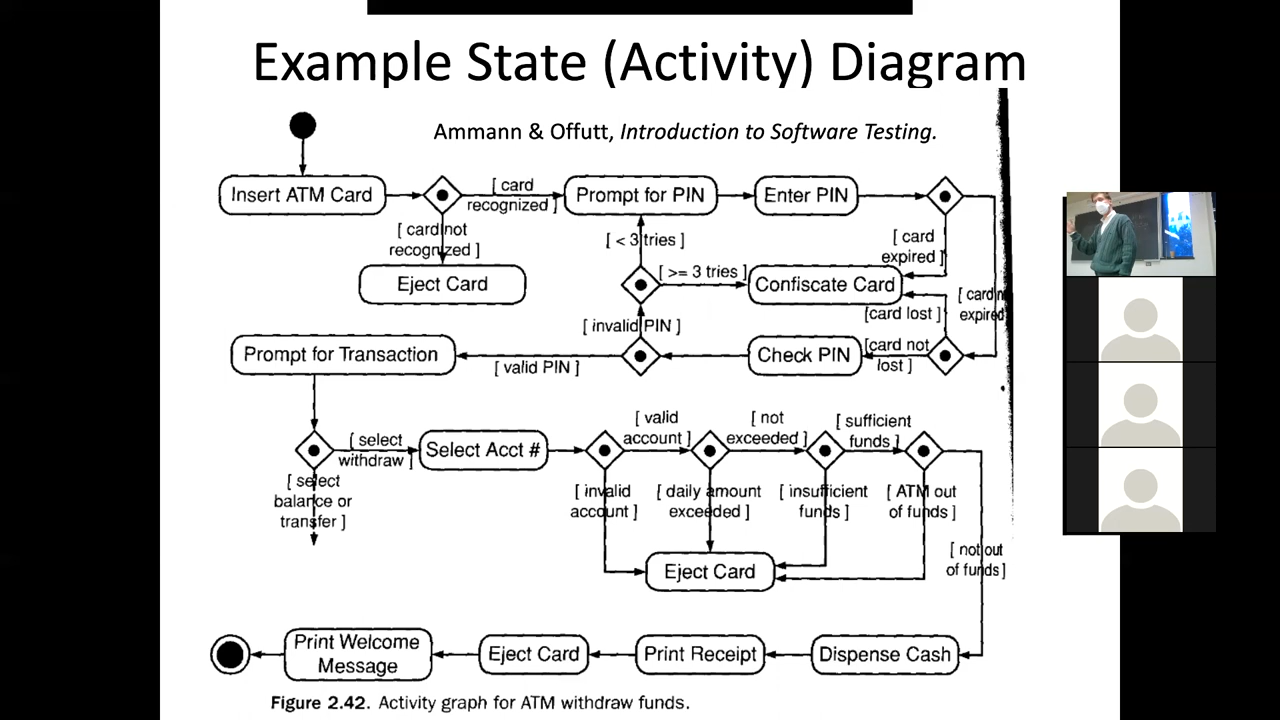 Example State (Activity) Diagram
Ammann & Offutt, Introduction to Software Testing.
Insert ATM Card
[ card
recognized ]
Prompt for PIN
Enter PIN
[ card not
recognized ]
[ < 3 tries ]
[ card
expired ]
Eject Card
[ >= 3 tries ]
Confiscate Card
[ card n
expired
[card lost ]
[ invalid PIN ]
Prompt for Transaction
[ valid PIN ]
Check PIN
[card not
lost ]
[ select
withdraw ]
Select Acct #
[ valid
account ]
[ not
exceeded ]
[ sufficient
funds ]
[ select
balance or
transfer ]
[ invalid
account ]
[ daily amount
exceeded ]
[ insufficient
funds ]
[ ATM out
of funds ]
[ not out
of funds ]
Eject Card
Print Welcome
Message
Eject Card
Print Receipt
Dispense Cash
Figure 2.42. Activity graph for ATM withdraw funds.